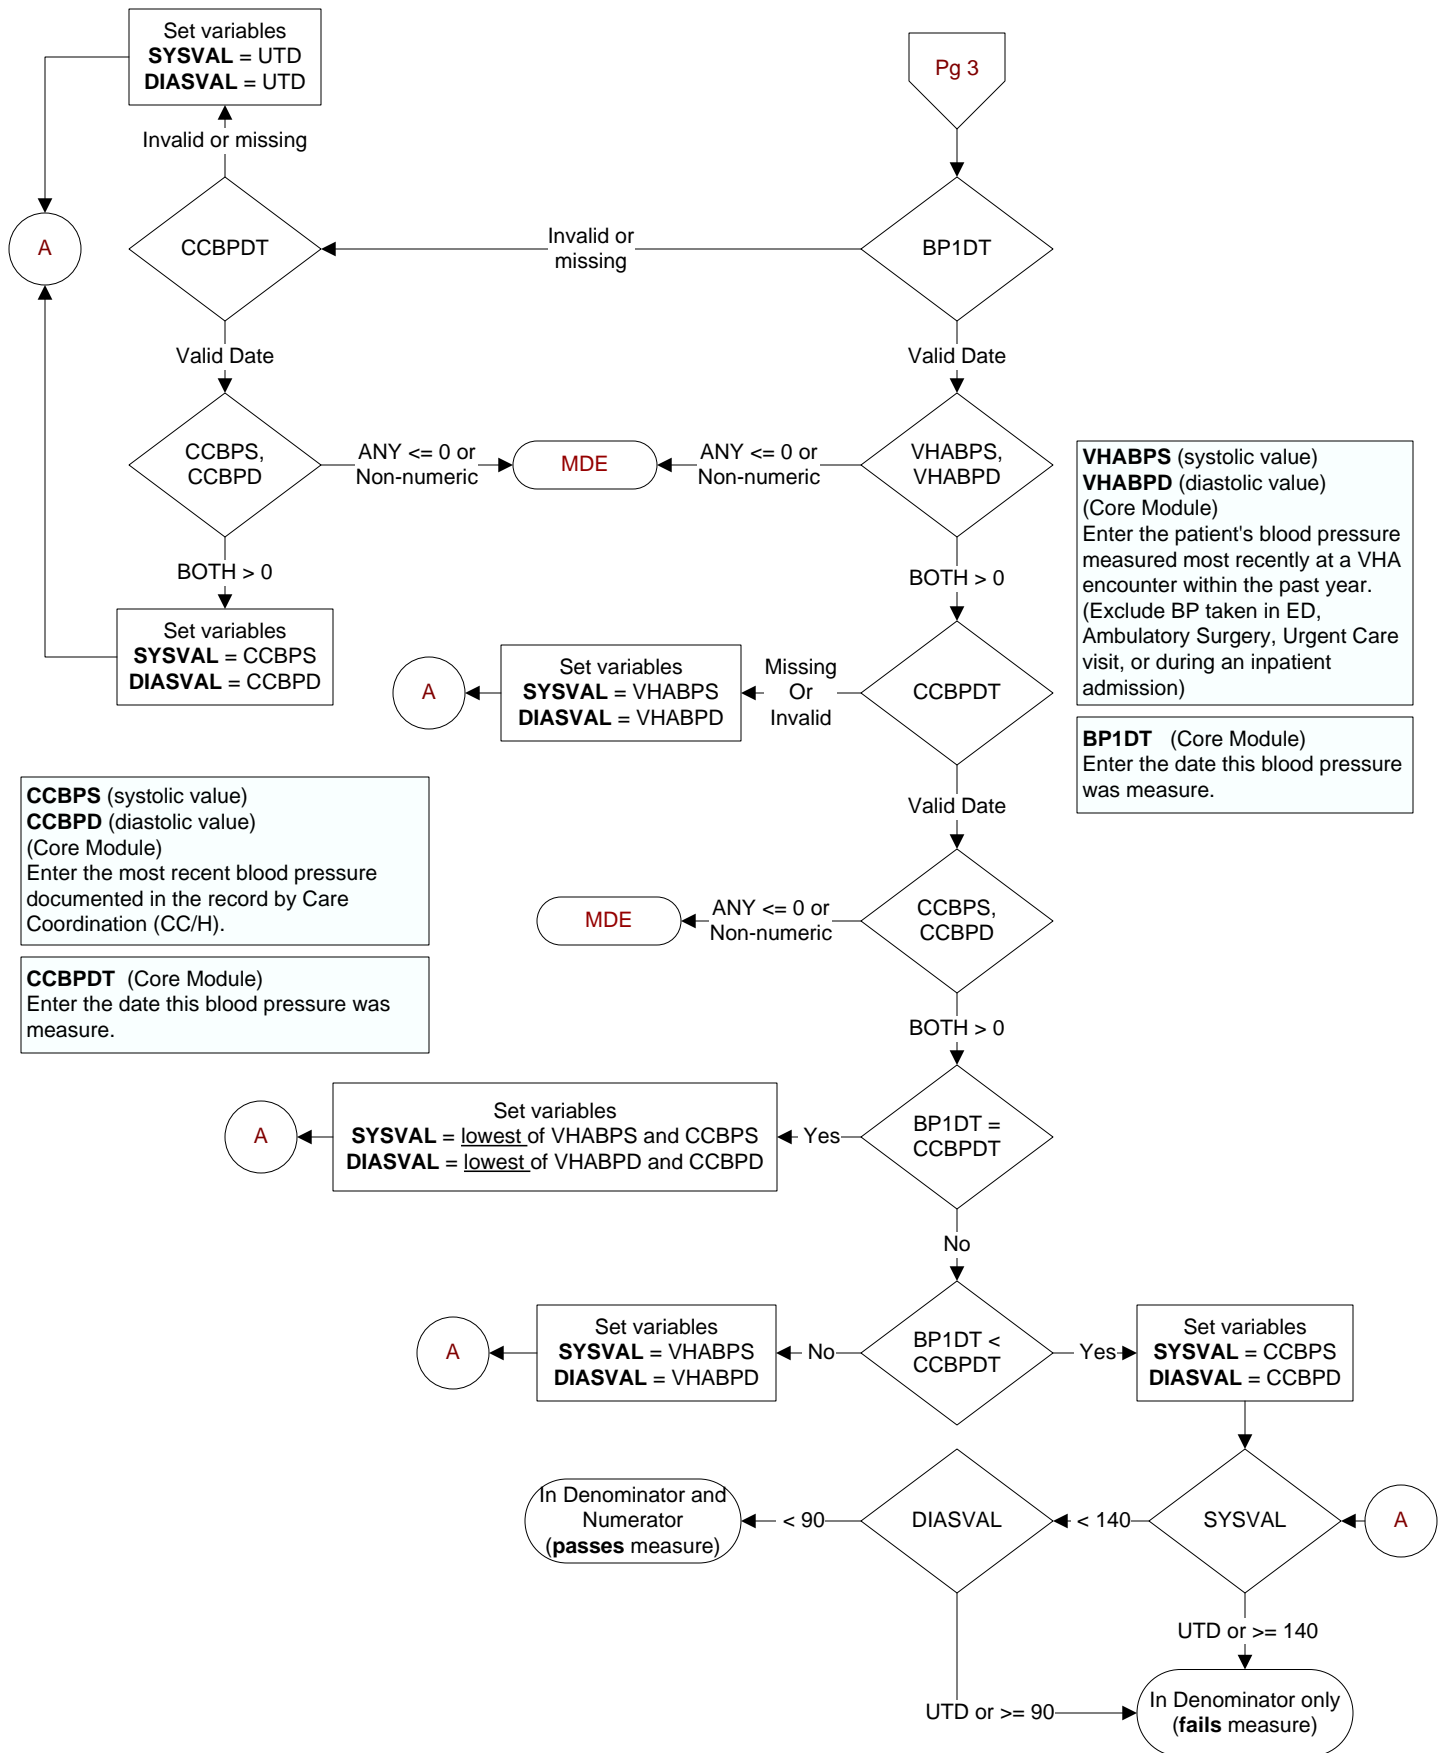 Set variables
SYSVAL = UTD
DIASVAL = UTD
Pg 3
Invalid or missing
A
CCBPDT
Invalid or
missing
BP1DT
Valid Date
Valid Date
CCBPS,
CCBPD
ANY <= 0 or
Non-numeric
MDE
ANY <= 0 or
Non-numeric
VHABPS,
VHABPD
VHABPS (systolic value)
VHABPD (diastolic value)
(Core Module)
Enter the patient's blood pressure
measured most recently at a VHA
encounter within the past year.
(Exclude BP taken in ED,
Ambulatory Surgery, Urgent Care
visit, or during an inpatient
admission)
BOTH > 0
BOTH > 0
Set variables
SYSVAL = CCBPS
DIASVAL = CCBPD
A
Set variables
SYSVAL = VHABPS
DIASVAL = VHABPD
Missing
Or
Invalid
CCBPDT
BP1DT (Core Module)
Enter the date this blood pressure
was measure.
CCBPS (systolic value)
CCBPD (diastolic value)
(Core Module)
Enter the most recent blood pressure
documented in the record by Care
Coordination (CC/H).
Valid Date
MDE
ANY <= 0 or
Non-numeric
CCBPS,
CCBPD
CCBPDT (Core Module)
Enter the date this blood pressure was
measure.
BOTH > 0
A
Set variables
SYSVAL = lowest of VHABPS and CCBPS
DIASVAL = lowest of VHABPD and CCBPD
Yes
BP1DT =
CCBPDT
No
A
Set variables
SYSVAL = VHABPS
DIASVAL = VHABPD
No
BP1DT <
CCBPDT
Yes
Set variables
SYSVAL = CCBPS
DIASVAL = CCBPD
In Denominator and
Numerator
(passes measure)
< 90
DIASVAL
< 140
SYSVAL
A
UTD or >= 140
UTD or >= 90
In Denominator only
(fails measure)